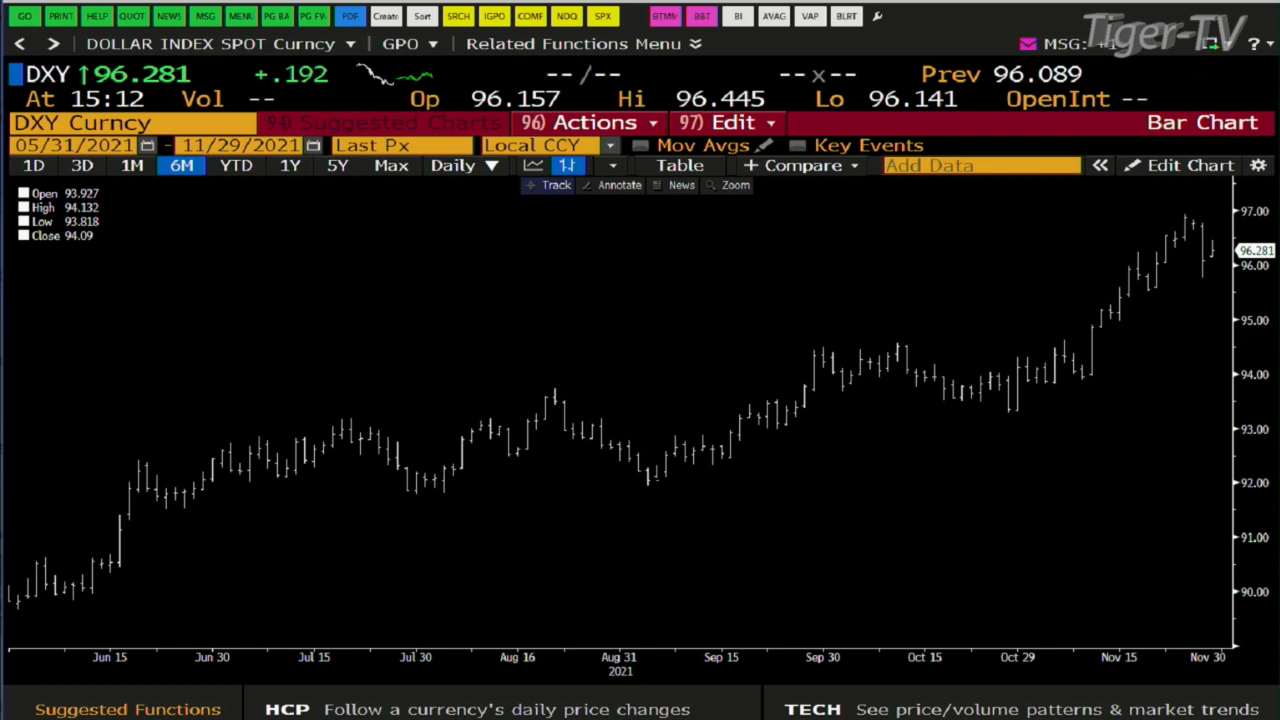 GO PRINT HELP QUOT NEWS MSG MENU PG BA PG FW PDF Create Sort SRCH IGPO COMF NDQ SPX BTMM BBT BI AVAG VAP BLRT
DOLLAR INDEX SPOT Curncy GPO Related Functions Menu MSG: +1 Tiger-TV ?
DXY ↑96.281 +.192 --/-- --x-- Prev 96.089
At 15:12 Vol -- Op 96.157 Hi 96.445 Lo 96.141 OpenInt --
DXY Curncy 94) Suggested Charts 96) Actions 97) Edit Bar Chart
05/31/2021 - 11/29/2021 Last Px Local CCY Mov Avgs Key Events
1D 3D 1M 6M YTD 1Y 5Y Max Daily Table + Compare Add Data « Edit Chart
Track Annotate News Zoom
Open 93.927
High 94.132
Low 93.818
Close 94.09
97.00
96.281
96.00
95.00
94.00
93.00
92.00
91.00
90.00
Jun 15 Jun 30 Jul 15 Jul 30 Aug 16 Aug 31 Sep 15 Sep 30 Oct 15 Oct 29 Nov 15 Nov 30
2021
Suggested Functions HCP Follow a currency's daily price changes TECH See price/volume patterns & market trends